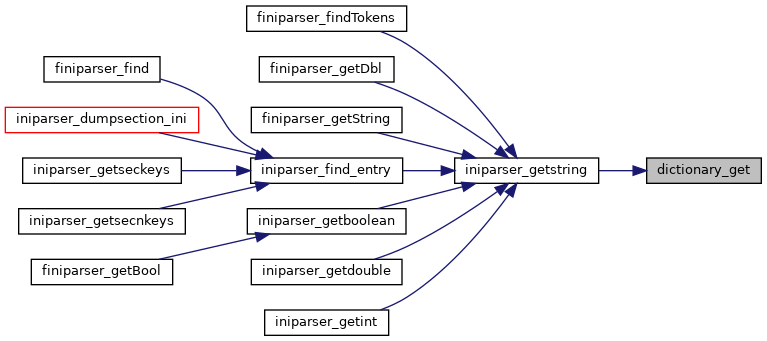 finiparser_findTokens
finiparser_getDbl
finiparser_find
iniparser_dumpsection_ini
finiparser_getString
iniparser_getseckeys
iniparser_find_entry
iniparser_getstring
dictionary_get
iniparser_getsecnkeys
iniparser_getboolean
finiparser_getBool
iniparser_getdouble
iniparser_getint